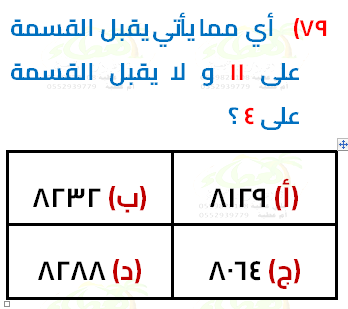 ٧٩) أي مما يأتي يقبل القسمة
على ١١ و لا يقبل القسمة
على ٤ ؟
(أ) ٨١٢٩
(ب) ٨٢٣٢
(ج) ٨٠٦٤
(د) ٨٢٨٨